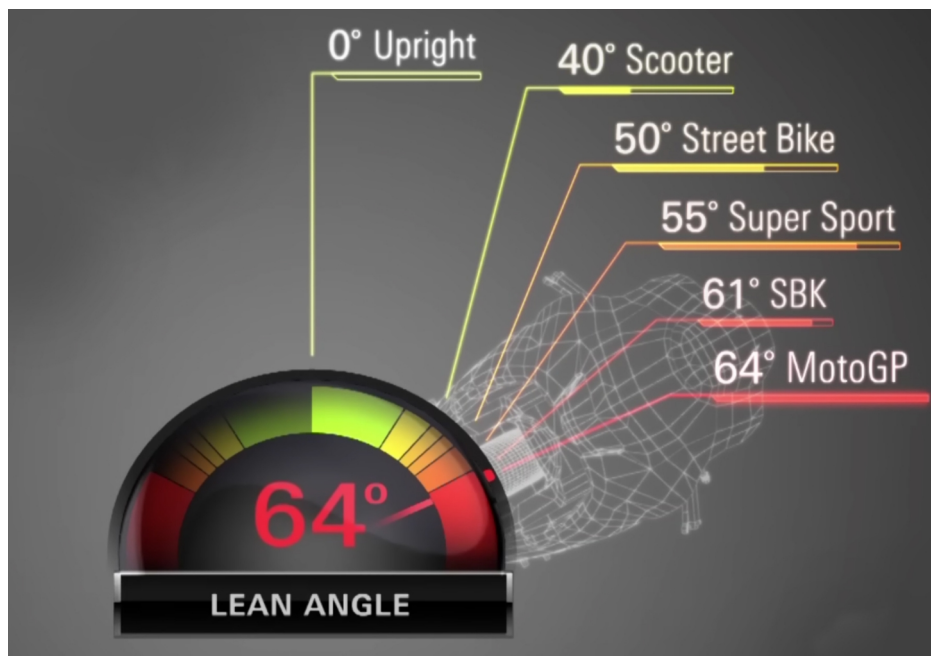 0° Upright
40° Scooter
50° Street Bike
55° Super Sport
61° SBK
64° MotoGP
64°
LEAN ANGLE